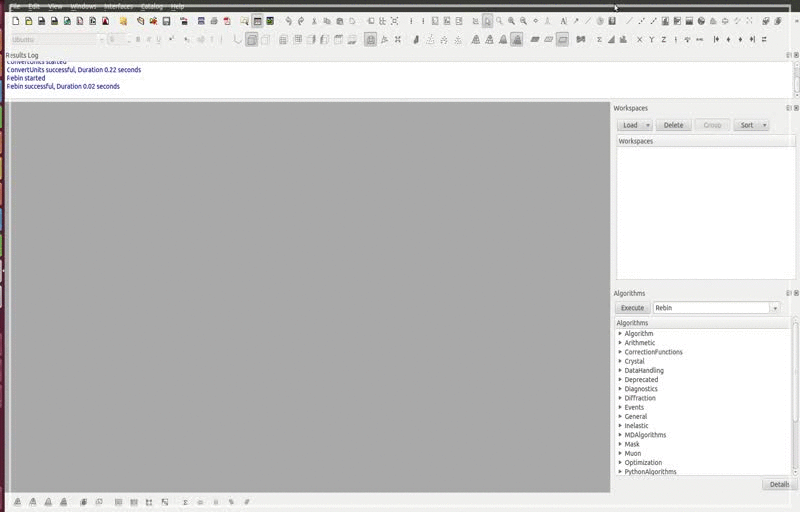 File Edit View Windows Interfaces Catalog Help
Ubuntu
Results Log
ConvertUnits started
ConvertUnits successful, Duration 0.22 seconds
Rebin started
Rebin successful, Duration 0.02 seconds
Workspaces
Load Delete Group Sort
Workspaces
Algorithms
Execute Rebin
Algorithms
Algorithm
Arithmetic
CorrectionFunctions
Crystal
DataHandling
Deprecated
Diagnostics
Diffraction
Events
General
Inelastic
MDAlgorithms
Mask
Muon
Optimization
PythonAlgorithms
Details